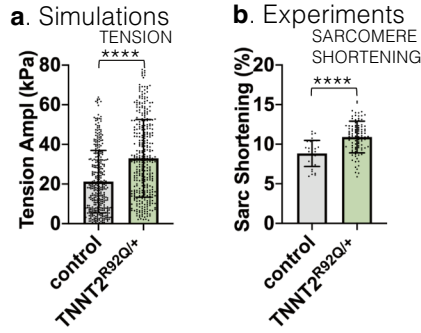 a. Simulations
TENSION
****
Tension Ampl (kPa)
80
60
40
20
0
control
TNNT2R92Q/+
b. Experiments
SARCOMERE
SHORTENING
****
Sarc Shortening (%)
20
15
10
5
0
control
TNNT2R92Q/+